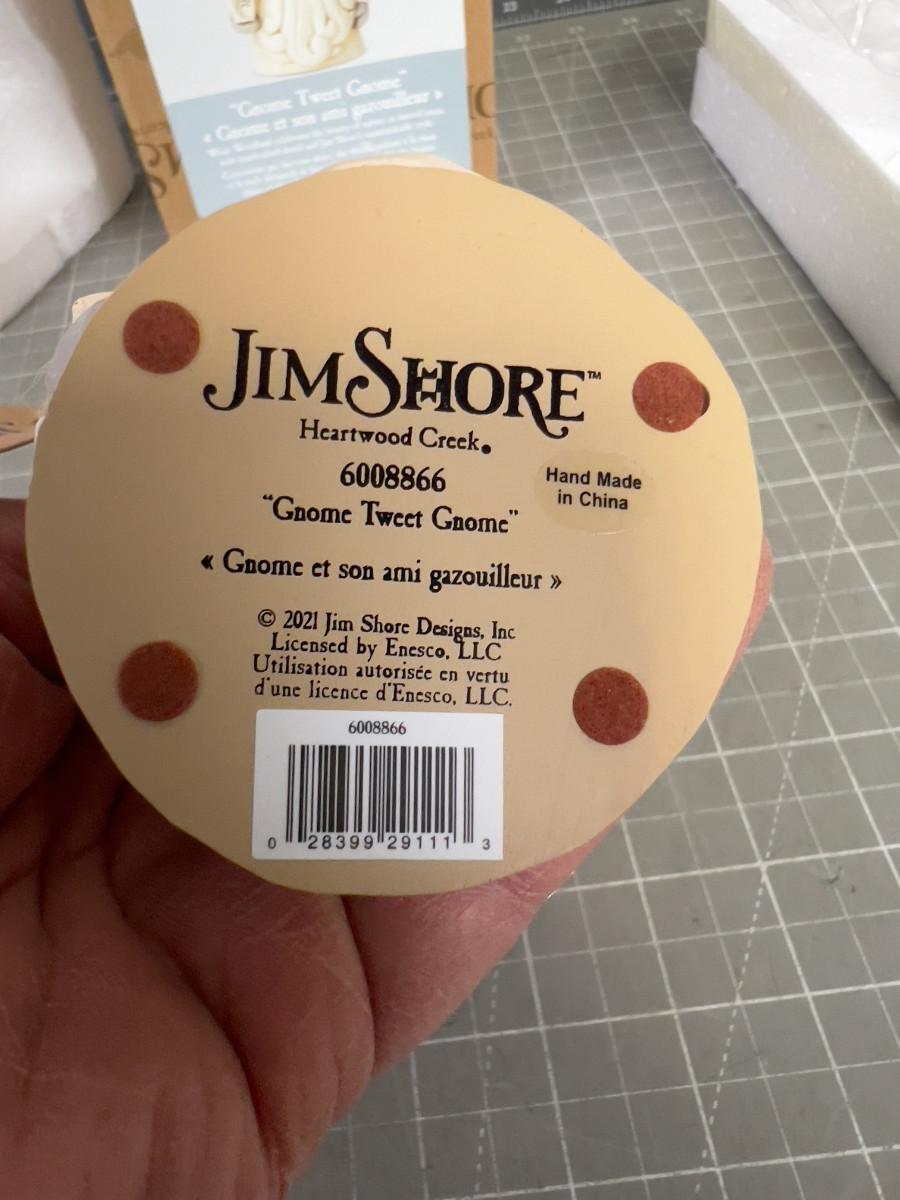 "Gnome Tweet Gnome"
« Gnome et son ami gazouilleur »
JIM SHORE™
Heartwood Creek.
6008866
"Gnome Tweet Gnome"
Hand Made
in China
« Gnome et son ami gazouilleur »
© 2021 Jim Shore Designs, Inc
Licensed by Enesco, LLC
Utilisation autorisée en vertu
d'une licence d'Enesco, LLC.
6008866
0 28399 29111 3